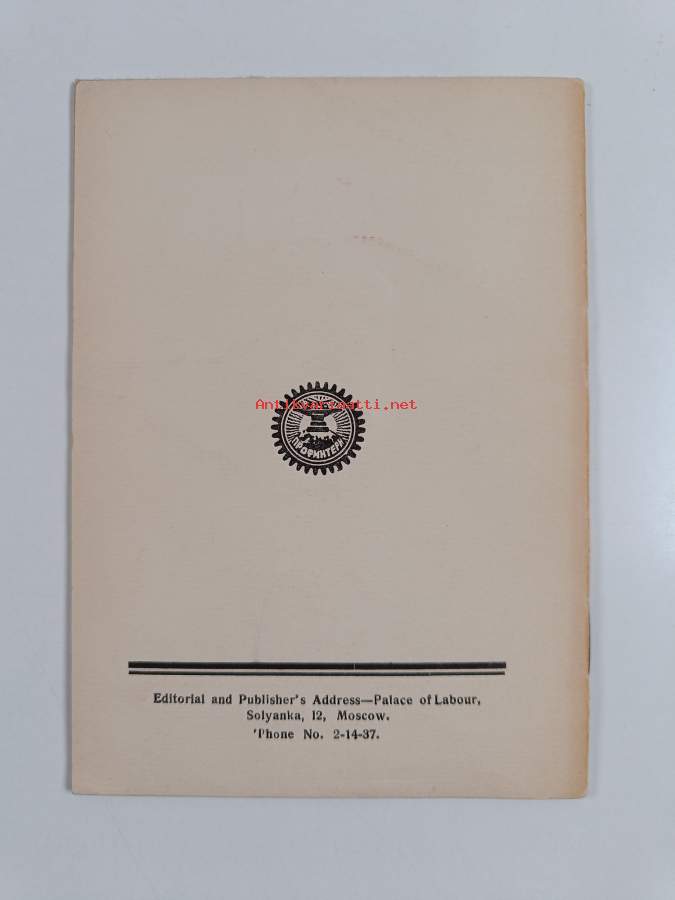 Antikvariaatti.net
ПРОФИНТЕРН
Editorial and Publisher's Address—Palace of Labour,
Solyanka, 12, Moscow.
'Phone No. 2-14-37.